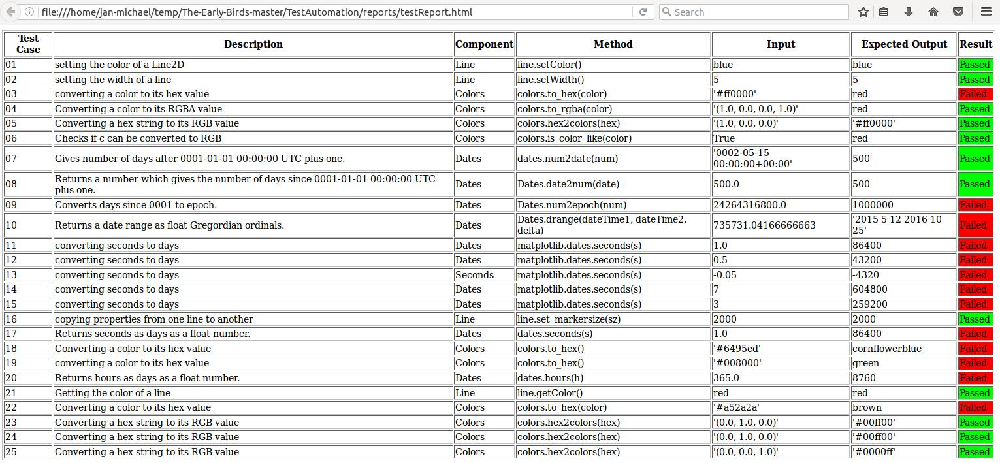 file:///home/jan-michael/temp/The-Early-Birds-master/TestAutomation/reports/testReport.html Search
Test Case Description Component Method Input Expected Output Result
01 setting the color of a Line2D Line line.setColor() blue blue Passed
02 setting the width of a line Line line.setWidth() 5 5 Passed
03 converting a color to its hex value Colors colors.to_hex(color) '#ff0000' red Failed
04 Converting a color to its RGBA value Colors colors.to_rgba(color) '(1.0, 0.0, 0.0, 1.0)' red Passed
05 Converting a hex string to its RGB value Colors colors.hex2colors(hex) '(1.0, 0.0, 0.0)' '#ff0000' Passed
06 Checks if c can be converted to RGB Colors colors.is_color_like(color) True red Passed
07 Gives number of days after 0001-01-01 00:00:00 UTC plus one. Dates dates.num2date(num) '0002-05-15 00:00:00+00:00' 500 Passed
08 Returns a number which gives the number of days since 0001-01-01 00:00:00 UTC plus one. Dates Dates.date2num(date) 500.0 500 Passed
09 Converts days since 0001 to epoch. Dates Dates.num2epoch(num) 24264316800.0 1000000 Failed
10 Returns a date range as float Gregordian ordinals. Dates Dates.drange(dateTime1, dateTime2, delta) 735731.04166666663 '2015 5 12 2016 10 25' Failed
11 converting seconds to days Dates matplotlib.dates.seconds(s) 1.0 86400 Failed
12 converting seconds to days Dates matplotlib.dates.seconds(s) 0.5 43200 Failed
13 converting seconds to days Seconds matplotlib.dates.seconds(s) -0.05 -4320 Failed
14 converting seconds to days Dates matplotlib.dates.seconds(s) 7 604800 Failed
15 converting seconds to days Dates matplotlib.dates.seconds(s) 3 259200 Failed
16 copying properties from one line to another Line line.set_markersize(sz) 2000 2000 Passed
17 Returns seconds as days as a float number. Dates dates.seconds(s) 1.0 86400 Failed
18 Converting a color to its hex value Colors colors.to_hex() '#6495ed' cornflowerblue Failed
19 converting a color to its hex value Colors colors.to_hex() '#008000' green Failed
20 Returns hours as days as a float number. Dates dates.hours(h) 365.0 8760 Failed
21 Getting the color of a line Line line.getColor() red red Passed
22 Converting a color to its hex value Colors colors.to_hex(color) '#a52a2a' brown Failed
23 Converting a hex string to its RGB value Colors colors.hex2colors(hex) '(0.0, 1.0, 0.0)' '#00ff00' Passed
24 Converting a hex string to its RGB value Colors colors.hex2colors(hex) '(0.0, 1.0, 0.0)' '#00ff00' Passed
25 Converting a hex string to its RGB value Colors colors.hex2colors(hex) '(0.0, 0.0, 1.0)' '#0000ff' Passed